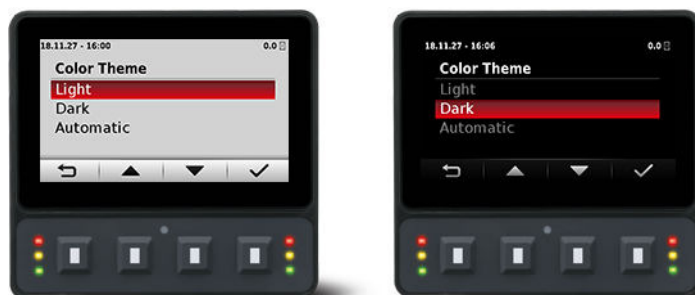 18.11.27 - 16:00 0.0
Color Theme
Light
Dark
Automatic
18.11.27 - 16:06 0.0
Color Theme
Light
Dark
Automatic